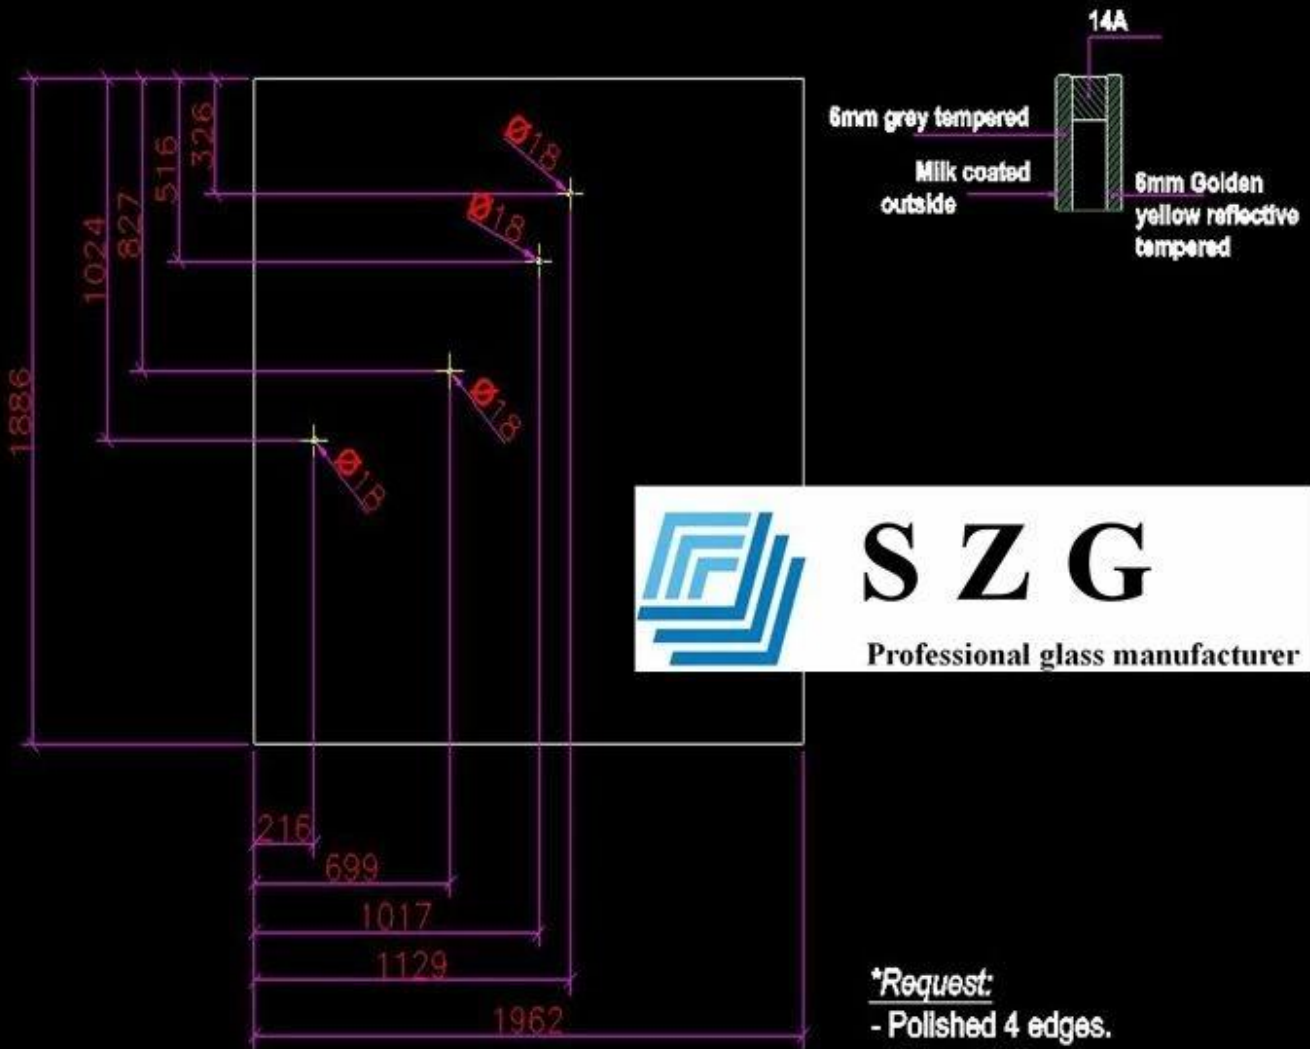 14A
6mm grey tempered
Milk coated
outside
6mm Golden
yellow reflective
tempered
Ø18
Ø18
Ø18
Ø18
326
516
827
1024
1886
S Z G
Professional glass manufacturer
216
699
1017
1129
1962
*Request:
- Polished 4 edges.